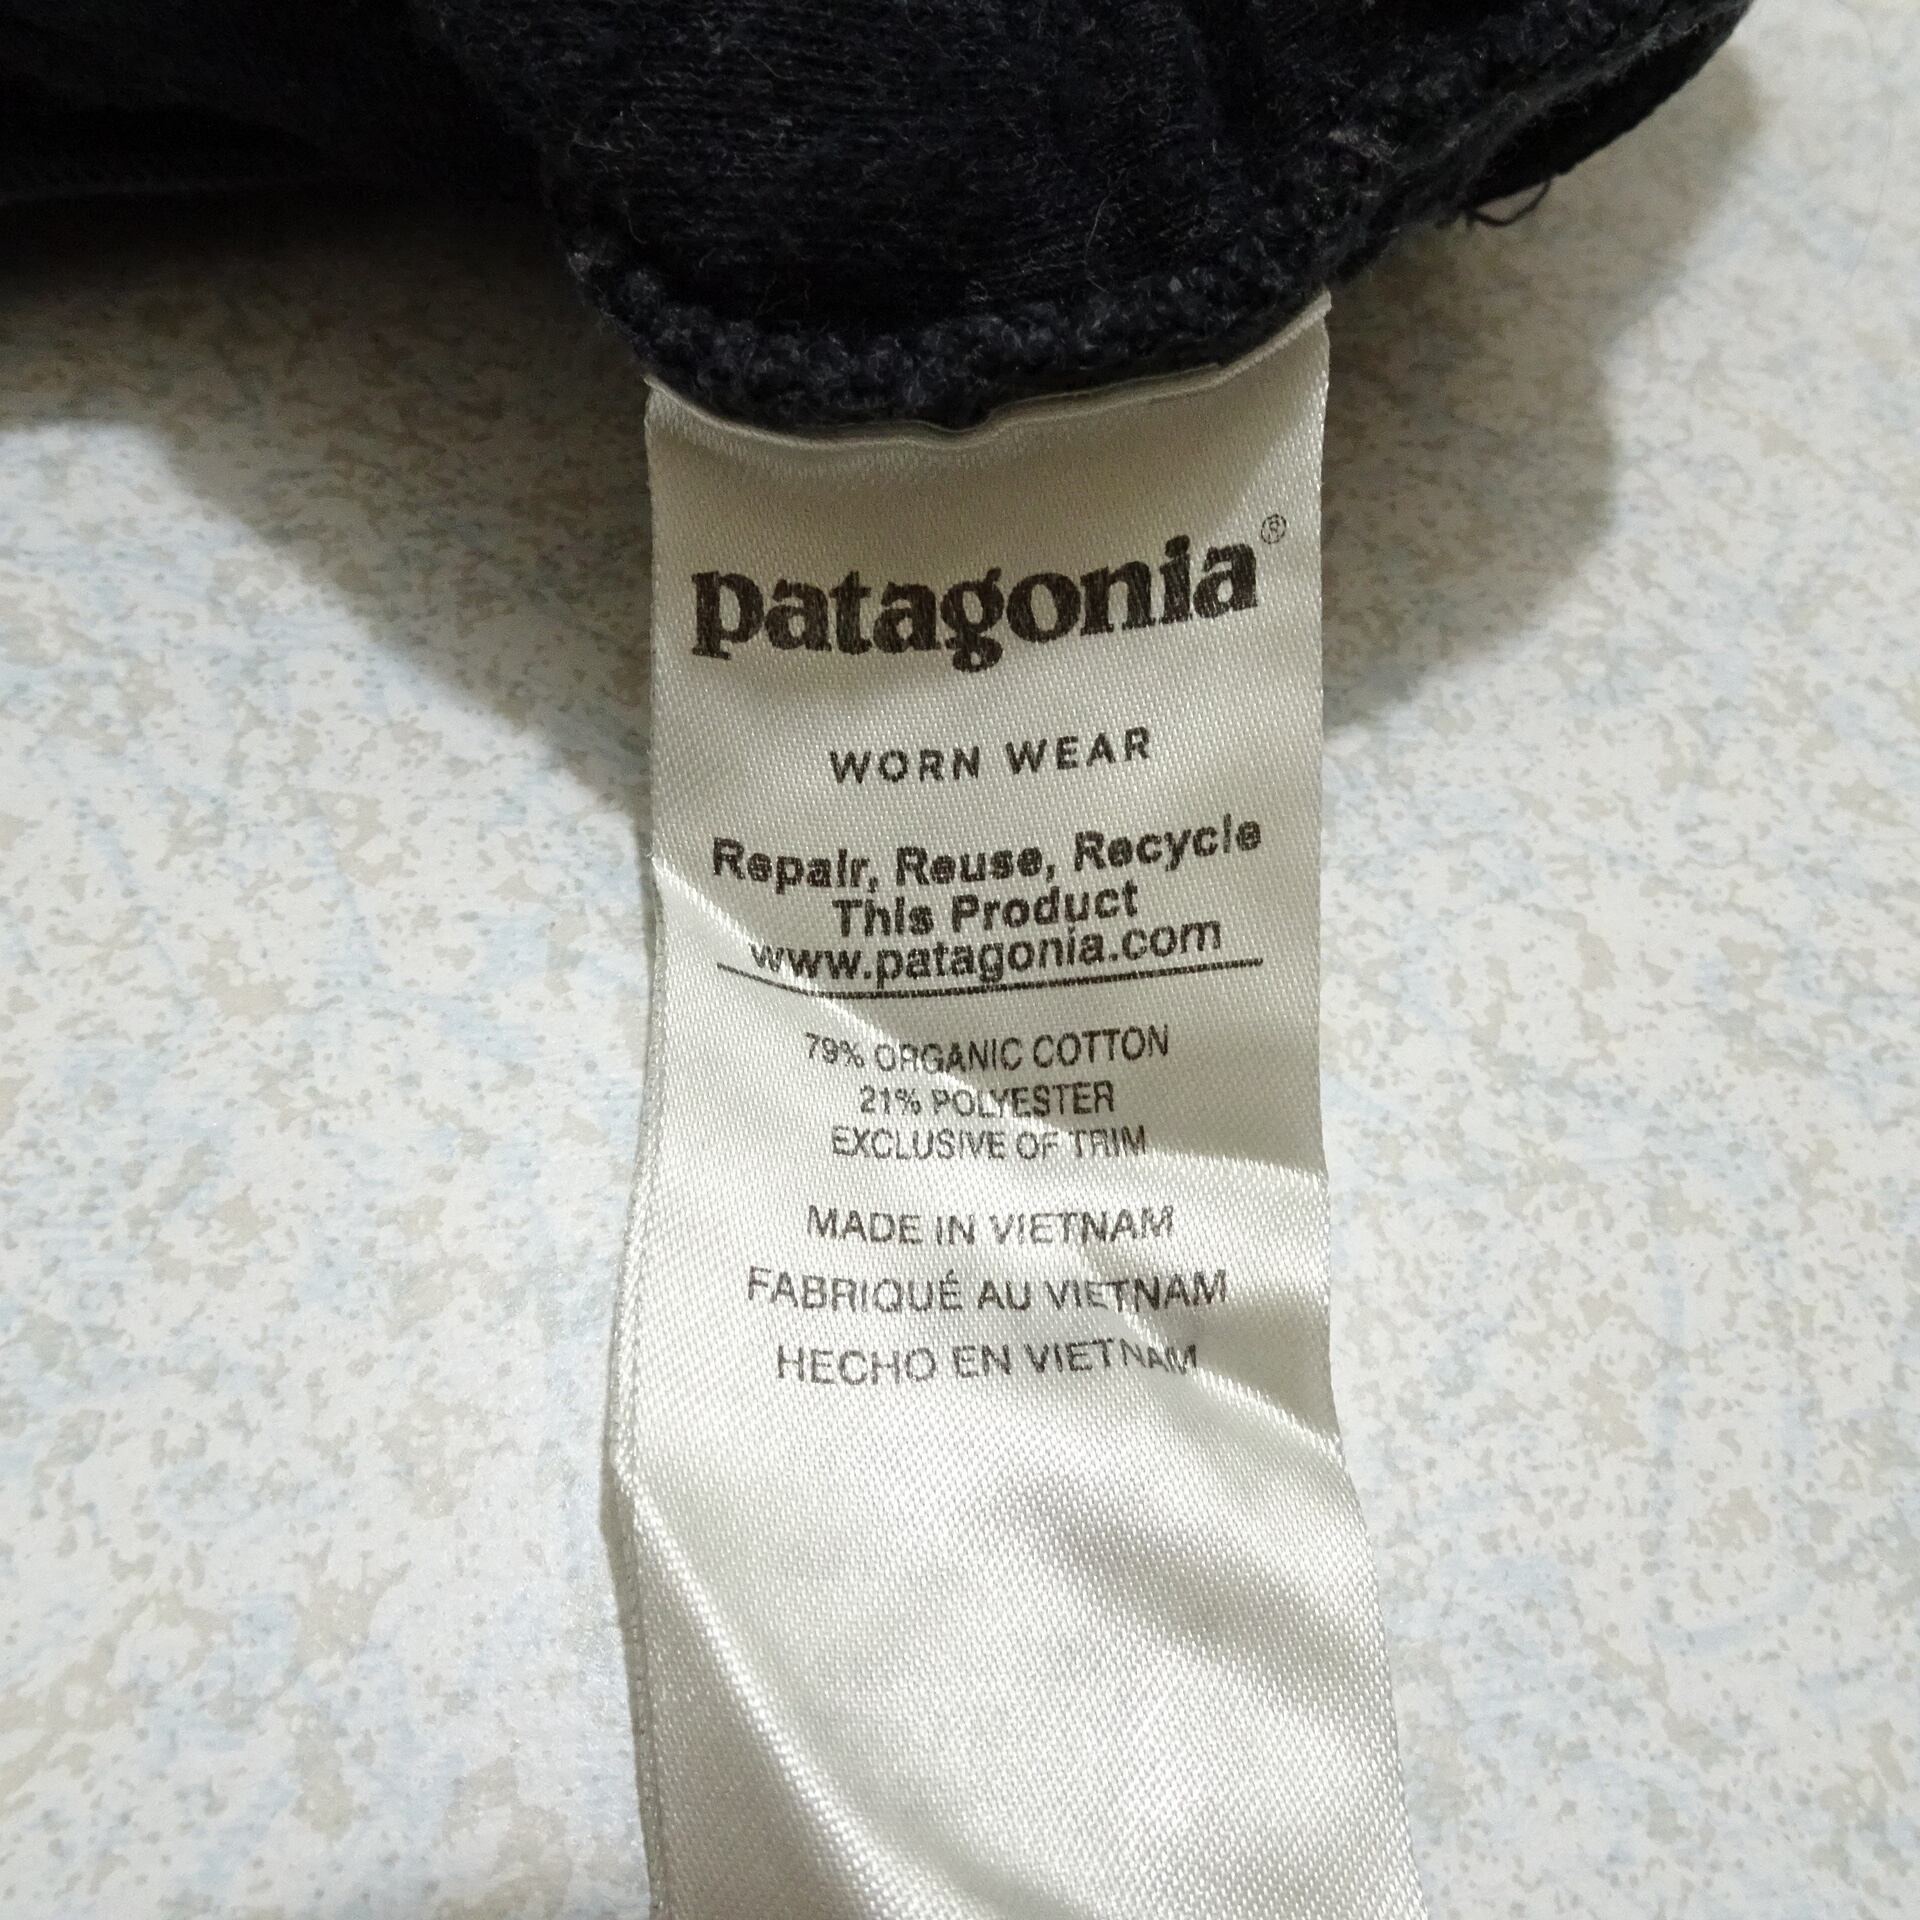 patagonia®
WORN WEAR
Repair, Reuse, Recycle
This Product
www.patagonia.com
79% ORGANIC COTTON
21% POLYESTER
EXCLUSIVE OF TRIM
MADE IN VIETNAM
FABRIQUÉ AU VIETNAM
HECHO EN VIETNAM